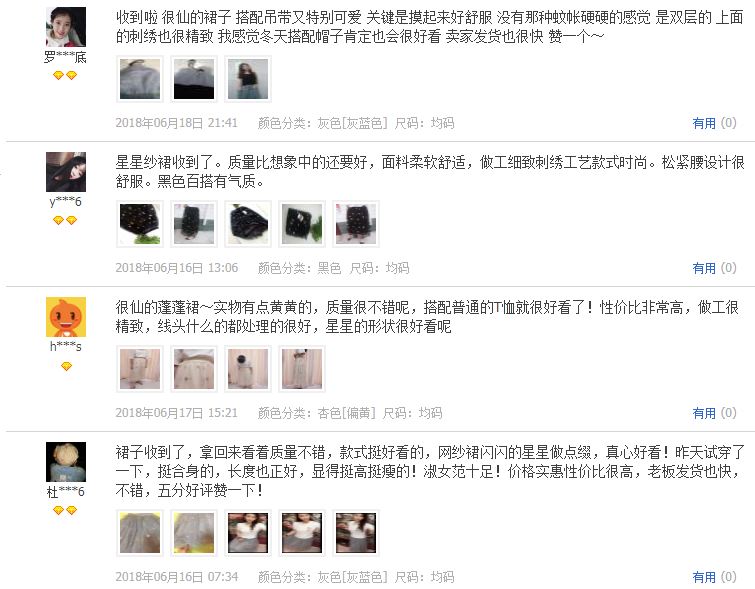 收到啦 很仙的裙子 搭配吊带又特别可爱 关键是摸起来好舒服 没有那种蚊帐硬硬的感觉 是双层的 上面
的刺绣也很精致 我感觉冬天搭配帽子肯定也会很好看 卖家发货也很快 赞一个～
罗***底
2018年06月18日 21:41 颜色分类：灰色[灰蓝色] 尺码：均码
有用 (0)
星星纱裙收到了。质量比想象中的还要好，面料柔软舒适，做工细致刺绣工艺款式时尚。松紧腰设计很
舒服。黑色百搭有气质。
y***6
2018年06月16日 13:06 颜色分类：黑色 尺码：均码
有用 (0)
很仙的蓬蓬裙～实物有点黄黄的，质量很不错呢，搭配普通的T恤就很好看了！性价比非常高，做工很
精致，线头什么的都处理的很好，星星的形状很好看呢
h***s
2018年06月17日 15:21 颜色分类：杏色[偏黄] 尺码：均码
有用 (0)
裙子收到了，拿回来看着质量不错，款式挺好看的，网纱裙闪闪的星星做点缀，真心好看！昨天试穿了
一下，挺合身的，长度也正好，显得挺高挺瘦的！淑女范十足！价格实惠性价比很高，老板发货也快，
不错，五分好评赞一下！
杜***6
2018年06月16日 07:34 颜色分类：灰色[灰蓝色] 尺码：均码
有用 (0)